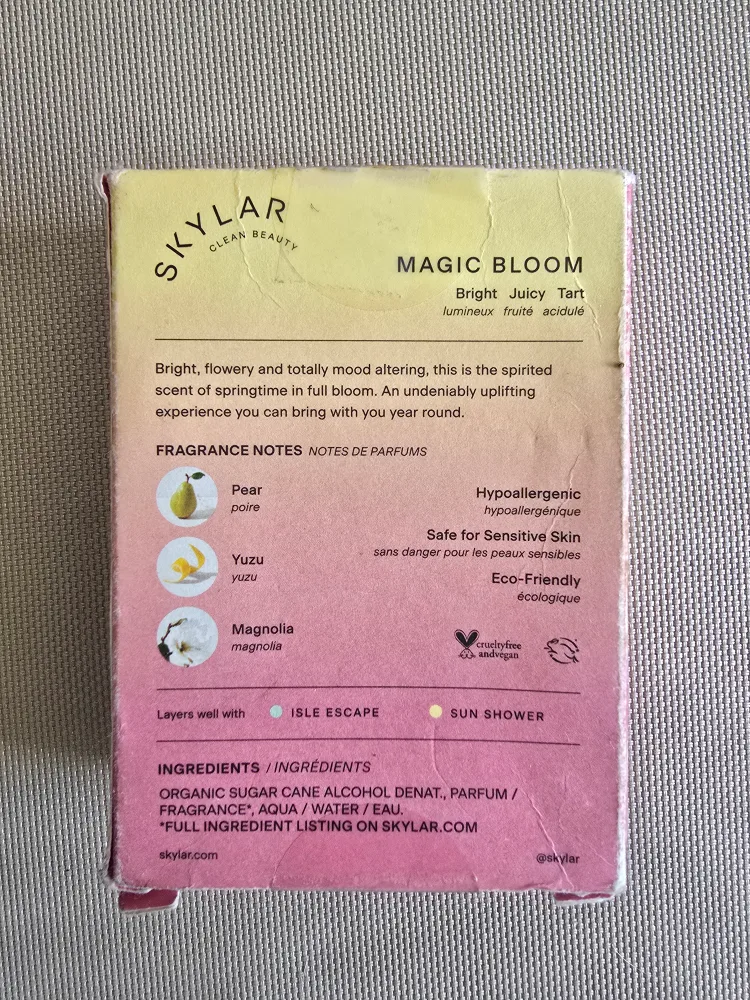 SKYLAR
CLEAN BEAUTY
MAGIC BLOOM
Bright Juicy Tart
lumineux fruité acidulé
Bright, flowery and totally mood altering, this is the spirited
scent of springtime in full bloom. An undeniably uplifting
experience you can bring with you year round.
FRAGRANCE NOTES NOTES DE PARFUMS
Pear
poire
Yuzu
yuzu
Magnolia
magnolia
Hypoallergenic
hypoallergénique
Safe for Sensitive Skin
sans danger pour les peaux sensibles
Eco-Friendly
écologique
crueltyfree
andvegan
Layers well with ISLE ESCAPE SUN SHOWER
INGREDIENTS / INGRÉDIENTS
ORGANIC SUGAR CANE ALCOHOL DENAT., PARFUM /
FRAGRANCE*, AQUA / WATER / EAU.
*FULL INGREDIENT LISTING ON SKYLAR.COM
skylar.com @skylar